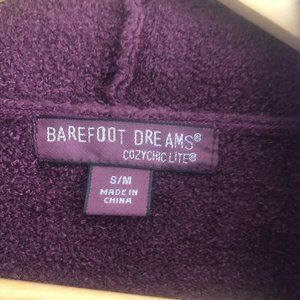 BAREFOOT DREAMS®
COZYCHIC LITE®
S/M
MADE IN
CHINA